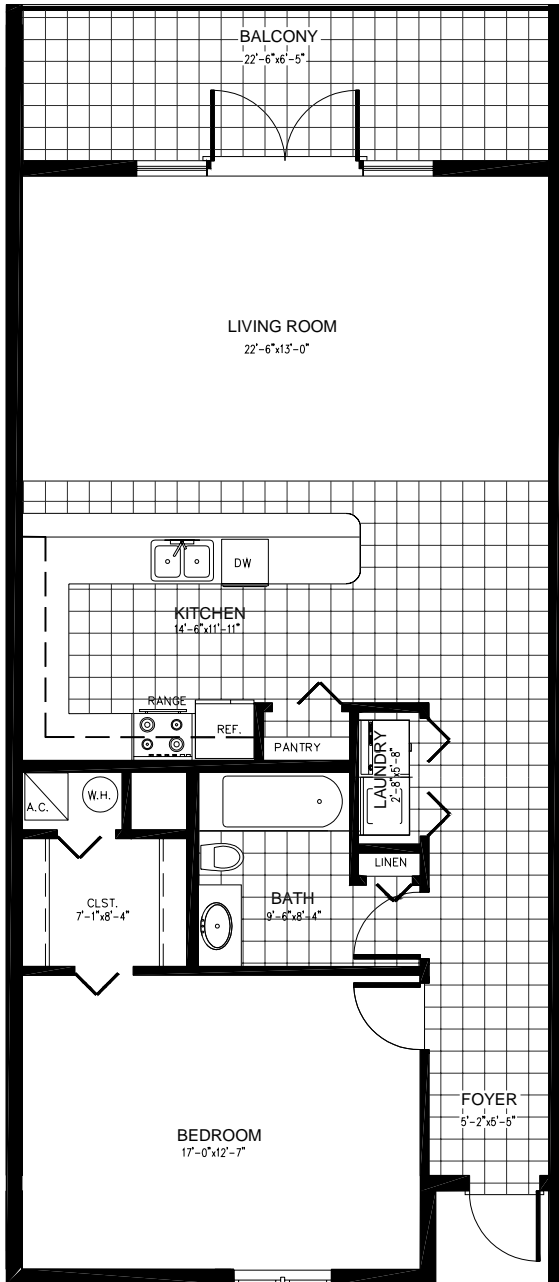 BALCONY
22'-6"x6'-5"
LIVING ROOM
22'-6"x13'-0"
DW
KITCHEN
14'-6"x11'-11"
RANGE
REF.
PANTRY
LAUNDRY
2'-8"x5'-8"
A.C.
W.H.
LINEN
CLST.
7'-1"x8'-4"
BATH
9'-6"x8'-4"
FOYER
5'-2"x5'-5"
BEDROOM
17'-0"x12'-7"